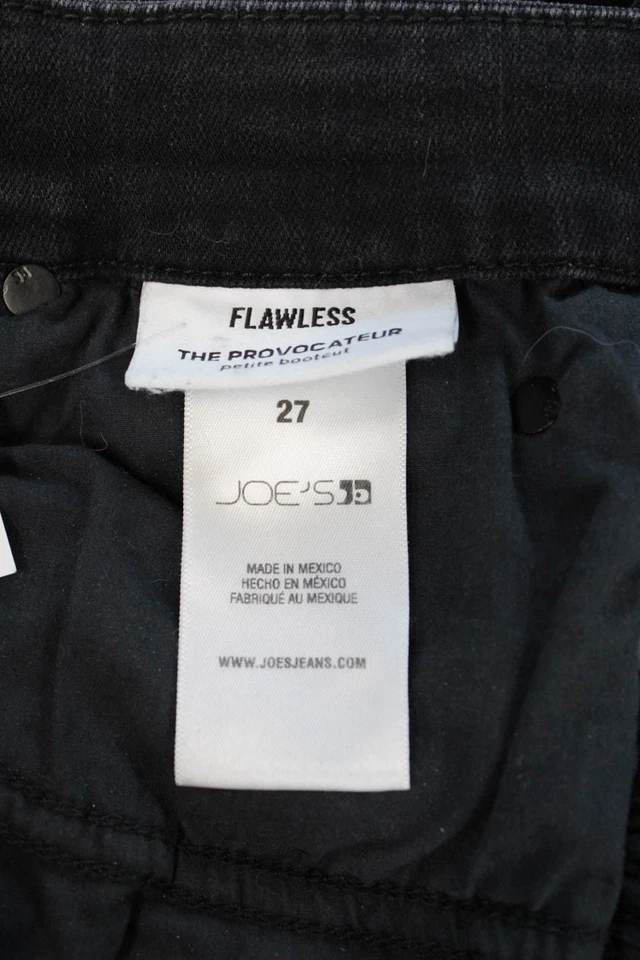 FLAWLESS
THE PROVOCATEUR
petite bootcut
27
JOE'S
MADE IN MEXICO
HECHO EN MÉXICO
FABRIQUÉ AU MEXIQUE
WWW.JOESJEANS.COM